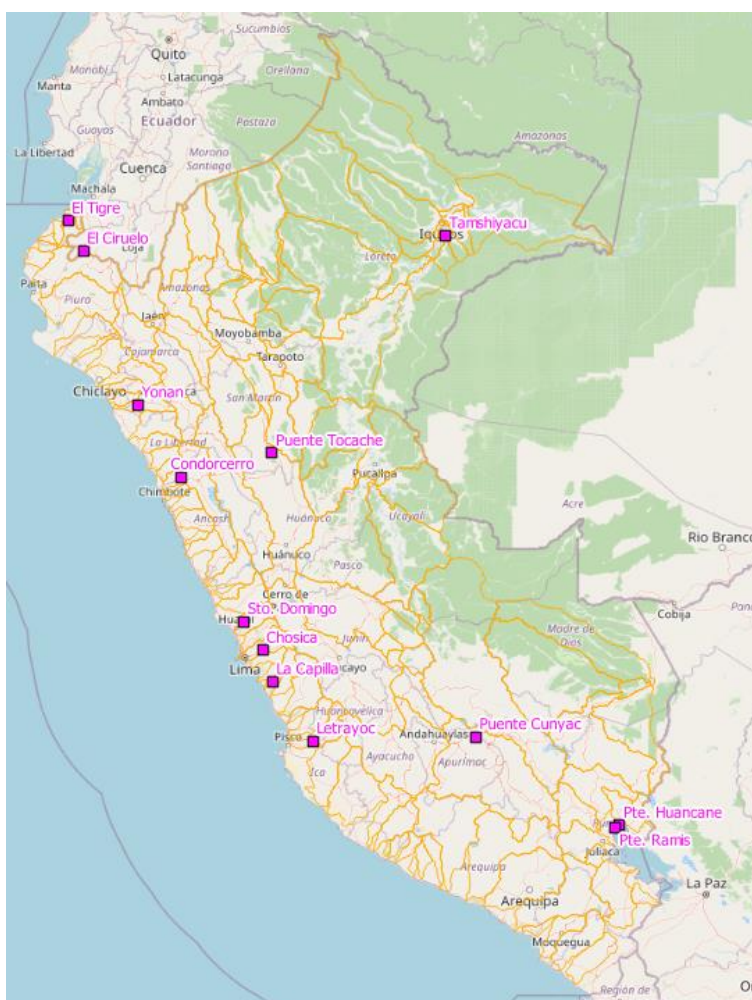 Sucumbios
Quito
Manabi
Orellana
Manta
Latacunga
Ambato
Ecuador
Pastaza
Guayas
Amazonas
La Libertad
Morona
Santiago
Cuenca
Machala
El Tigre
Tamshiyacu
El Ciruelo
Loja
Loreto
Paita
Piura
Amazonas
Jaén
Moyobamba
Cajamarca
Tarapoto
Chiclayo
Yonan
San Martín
La Libertad
Puente Tocache
Condorcerro
Pucallpa
Chimbote
Ancash
Huánuco
Ucayali
Acre
Rio Branco
Huánuco
Pasco
Cerro de
Cobija
Sto. Domingo
Madre de
Dios
Chosica
Junín
Lima
La Capilla
Huancavelica
Letrayoc
Puente Cunyac
Pisco
Andahuaylas
Ayacucho
Apurímac
Ica
Pte. Huancane
Pte. Ramis
Juliaca
Arequipa
La Paz
Arequipa
Moquegua
Región de